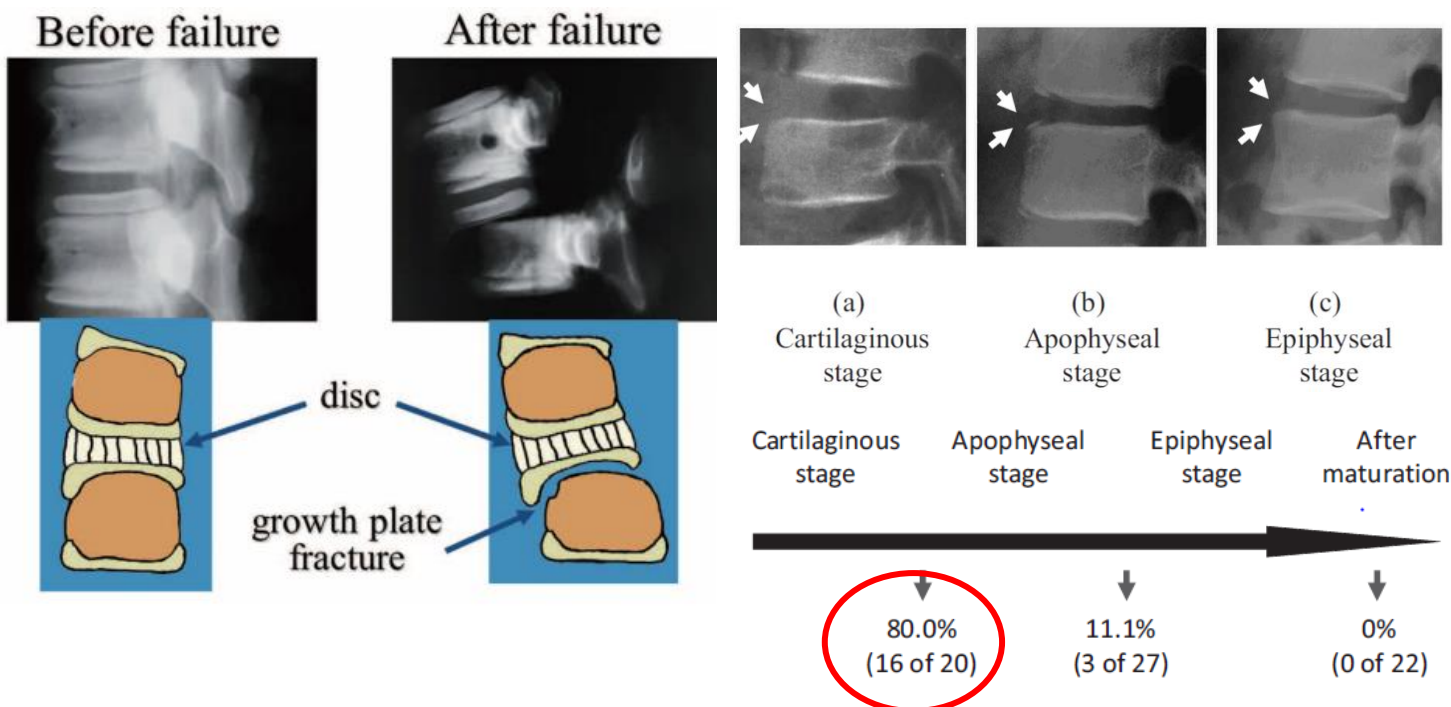 Before failure
After failure
disc
growth plate
fracture
(a)
Cartilaginous
stage
(b)
Apophyseal
stage
(c)
Epiphyseal
stage
Cartilaginous
stage
Apophyseal
stage
Epiphyseal
stage
After
maturation
80.0%
(16 of 20)
11.1%
(3 of 27)
0%
(0 of 22)